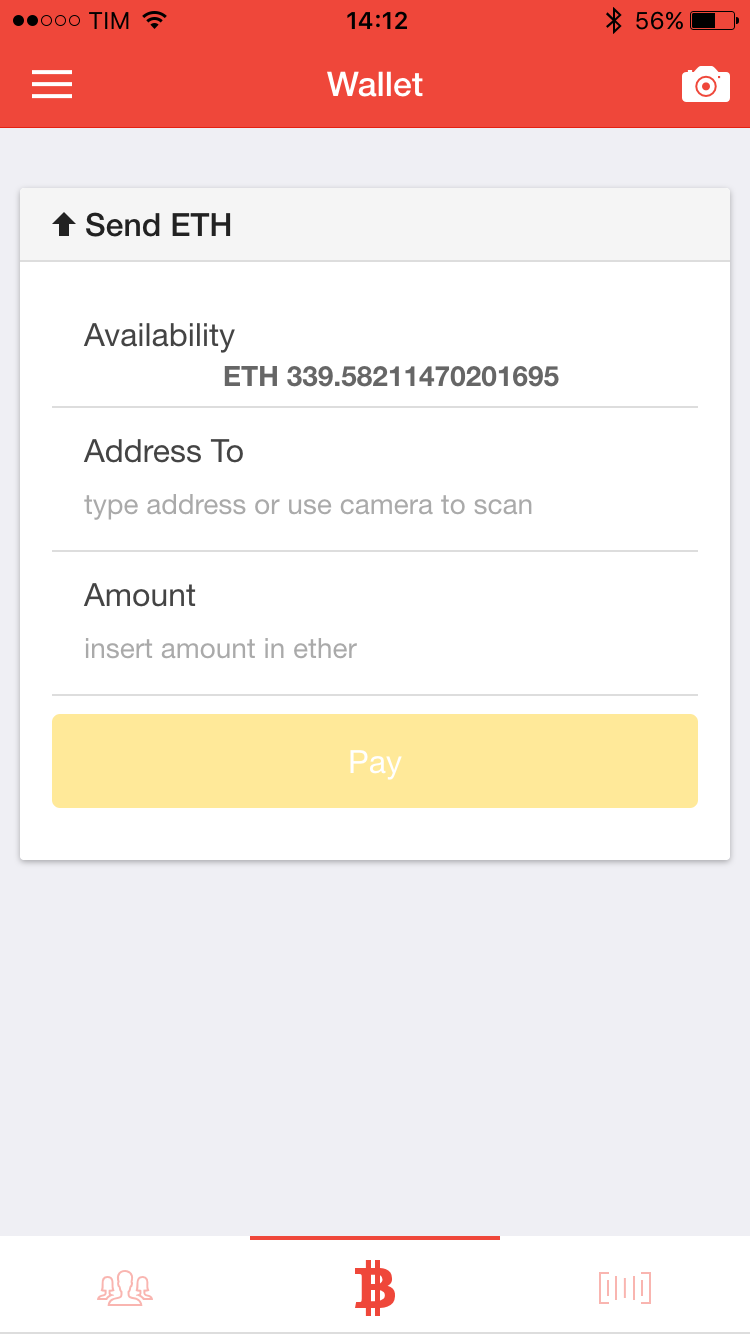 TIM 14:12 56%
Wallet
Send ETH
Availability
ETH 339.58211470201695
Address To
type address or use camera to scan
Amount
insert amount in ether
Pay